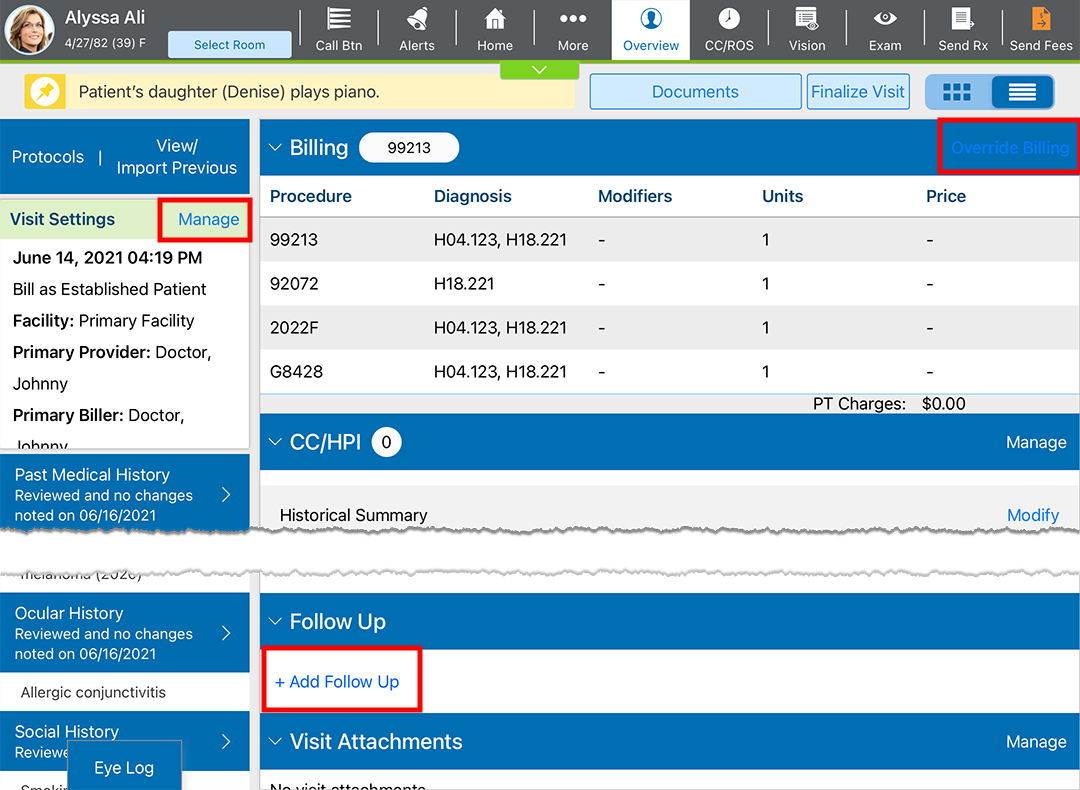 Alyssa Ali
4/27/82 (39) F
Select Room
Call Btn
Alerts
Home
More
Overview
CC/ROS
Vision
Exam
Send Rx
Send Fees
Patient's daughter (Denise) plays piano.
Documents
Finalize Visit
Protocols |
View/
Import Previous
Visit Settings
Manage
June 14, 2021 04:19 PM
Bill as Established Patient
Facility: Primary Facility
Primary Provider: Doctor,
Johnny
Primary Biller: Doctor,
Johnny
Past Medical History
Reviewed and no changes
noted on 06/16/2021
melanoma (2020)
Ocular History
Reviewed and no changes
noted on 06/16/2021
Allergic conjunctivitis
Social History
Eye Log
Billing 99213
Override Billing
Procedure Diagnosis Modifiers Units Price
99213 H04.123, H18.221 - 1 -
92072 H18.221 - 1 -
2022F H04.123, H18.221 - 1 -
G8428 H04.123, H18.221 - 1 -
PT Charges: $0.00
CC/HPI 0
Manage
Historical Summary
Modify
Follow Up
+ Add Follow Up
Visit Attachments
Manage
No visit attachments